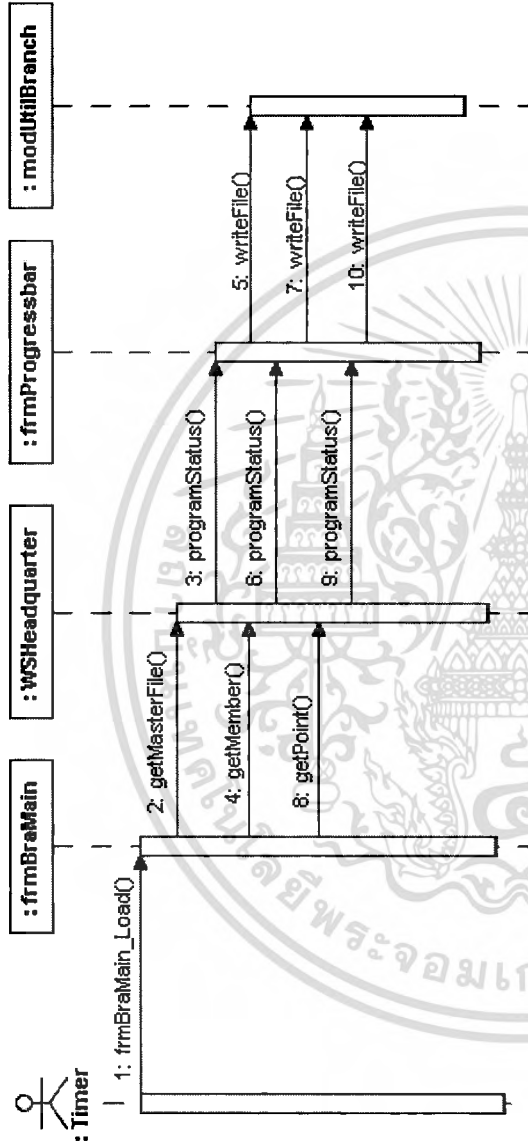 : Timer
:frmBraMain
:WSHeadquarter
:frmProgressbar
:modUtilBranch
1: frmBraMain_Load()
2: getMasterFile()
3: programStatus()
4: getMember()
5: writeFile()
6: programStatus()
7: writeFile()
8: getPoint()
9: programStatus()
10: writeFile()